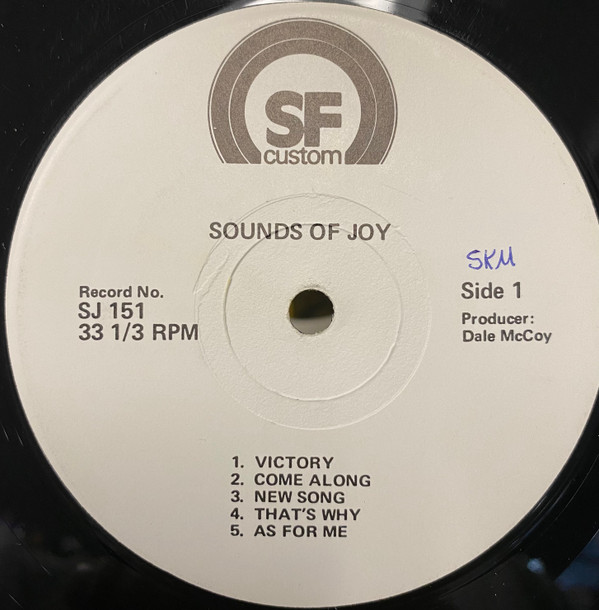 SF
custom
SOUNDS OF JOY
SKM
Record No.
SJ 151
33 1/3 RPM
Side 1
Producer:
Dale McCoy
1. VICTORY
2. COME ALONG
3. NEW SONG
4. THAT'S WHY
5. AS FOR ME